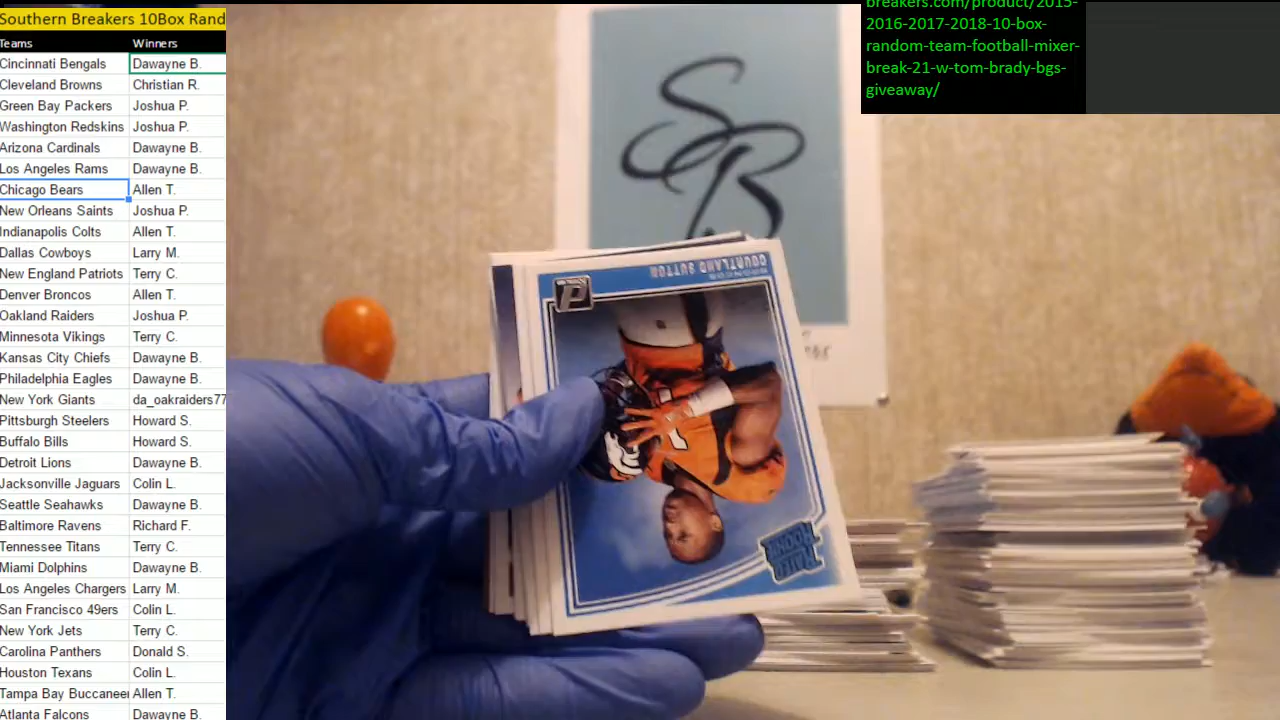 Southern Breakers 10Box Rand
Teams Winners
Cincinnati Bengals Dawayne B.
Cleveland Browns Christian R.
Green Bay Packers Joshua P.
Washington Redskins Joshua P.
Arizona Cardinals Dawayne B.
Los Angeles Rams Dawayne B.
Chicago Bears Allen T.
New Orleans Saints Joshua P.
Indianapolis Colts Allen T.
Dallas Cowboys Larry M.
New England Patriots Terry C.
Denver Broncos Allen T.
Oakland Raiders Joshua P.
Minnesota Vikings Terry C.
Kansas City Chiefs Dawayne B.
Philadelphia Eagles Dawayne B.
New York Giants da_oakraiders77
Pittsburgh Steelers Howard S.
Buffalo Bills Howard S.
Detroit Lions Dawayne B.
Jacksonville Jaguars Colin L.
Seattle Seahawks Dawayne B.
Baltimore Ravens Richard F.
Tennessee Titans Terry C.
Miami Dolphins Dawayne B.
Los Angeles Chargers Larry M.
San Francisco 49ers Colin L.
New York Jets Terry C.
Carolina Panthers Donald S.
Houston Texans Colin L.
Tampa Bay Buccaneer Allen T.
Atlanta Falcons Dawayne B.
breakers.com/product/2015-
2016-2017-2018-10-box-
random-team-football-mixer-
break-21-w-tom-brady-bgs-
giveaway/
SB
COURTLAND SUTTON
P
RATED
ROOKIE